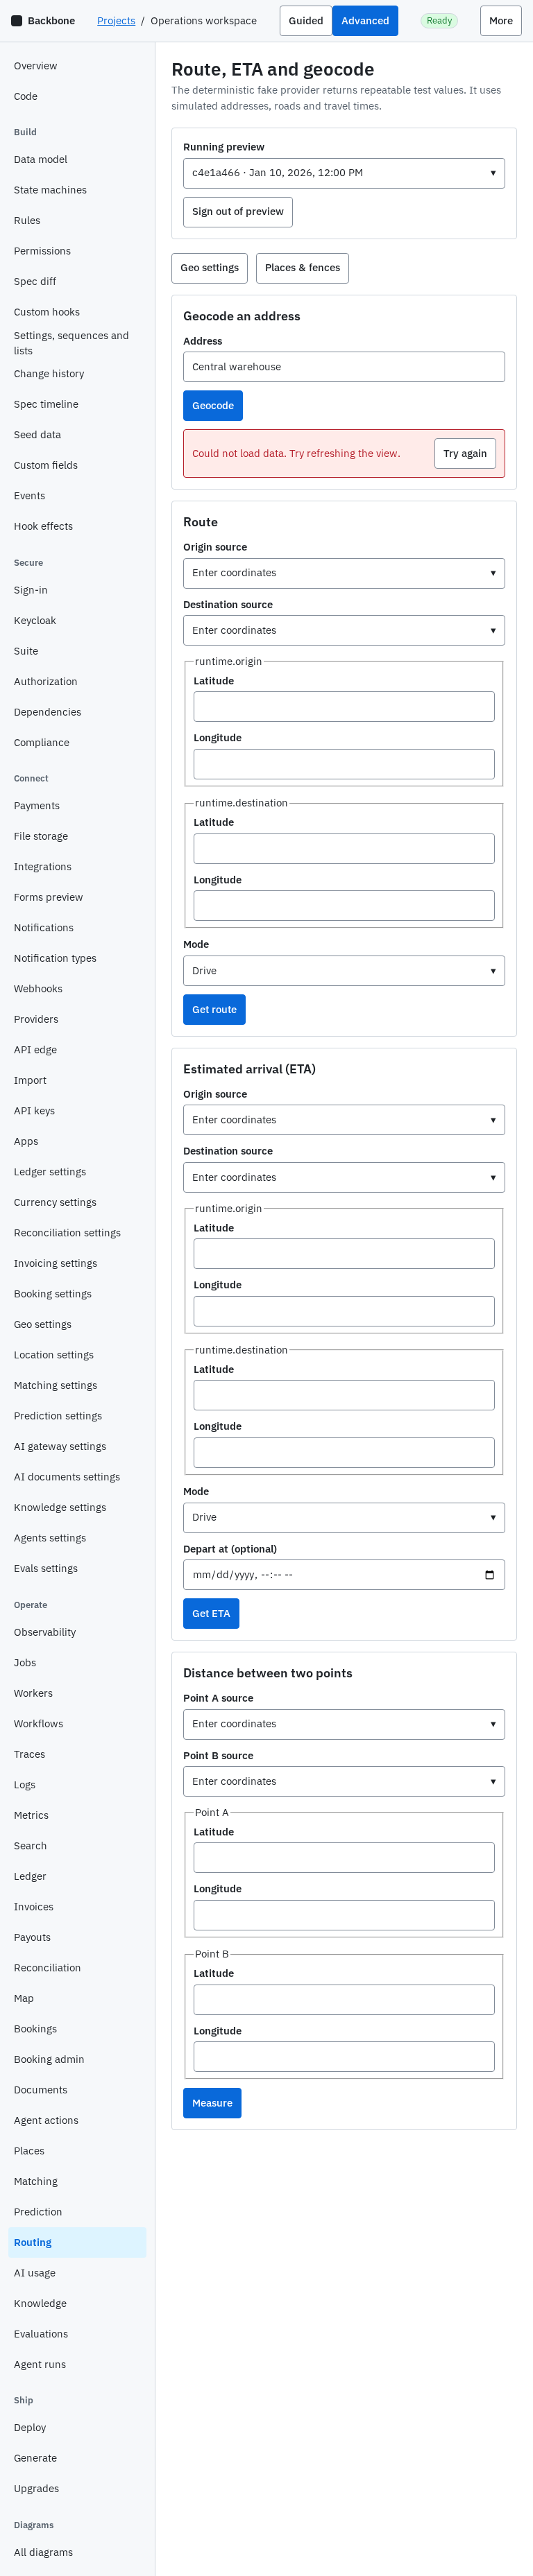 Backbone
Projects / Operations workspace
Guided
Advanced
Ready
More
Overview
Code
Build
Data model
State machines
Rules
Permissions
Spec diff
Custom hooks
Settings, sequences and
lists
Change history
Spec timeline
Seed data
Custom fields
Events
Hook effects
Secure
Sign-in
Keycloak
Suite
Authorization
Dependencies
Compliance
Connect
Payments
File storage
Integrations
Forms preview
Notifications
Notification types
Webhooks
Providers
API edge
Import
API keys
Apps
Ledger settings
Currency settings
Reconciliation settings
Invoicing settings
Booking settings
Geo settings
Location settings
Matching settings
Prediction settings
AI gateway settings
AI documents settings
Knowledge settings
Agents settings
Evals settings
Operate
Observability
Jobs
Workers
Workflows
Traces
Logs
Metrics
Search
Ledger
Invoices
Payouts
Reconciliation
Map
Bookings
Booking admin
Documents
Agent actions
Places
Matching
Prediction
Routing
AI usage
Knowledge
Evaluations
Agent runs
Ship
Deploy
Generate
Upgrades
Diagrams
All diagrams
Route, ETA and geocode
The deterministic fake provider returns repeatable test values. It uses
simulated addresses, roads and travel times.
Running preview
c4e1a466 · Jan 10, 2026, 12:00 PM
Sign out of preview
Geo settings
Places & fences
Geocode an address
Address
Central warehouse
Geocode
Could not load data. Try refreshing the view.
Try again
Route
Origin source
Enter coordinates
Destination source
Enter coordinates
runtime.origin
Latitude
Longitude
runtime.destination
Latitude
Longitude
Mode
Drive
Get route
Estimated arrival (ETA)
Origin source
Enter coordinates
Destination source
Enter coordinates
runtime.origin
Latitude
Longitude
runtime.destination
Latitude
Longitude
Mode
Drive
Depart at (optional)
mm/dd/yyyy, --:-- --
Get ETA
Distance between two points
Point A source
Enter coordinates
Point B source
Enter coordinates
Point A
Latitude
Longitude
Point B
Latitude
Longitude
Measure